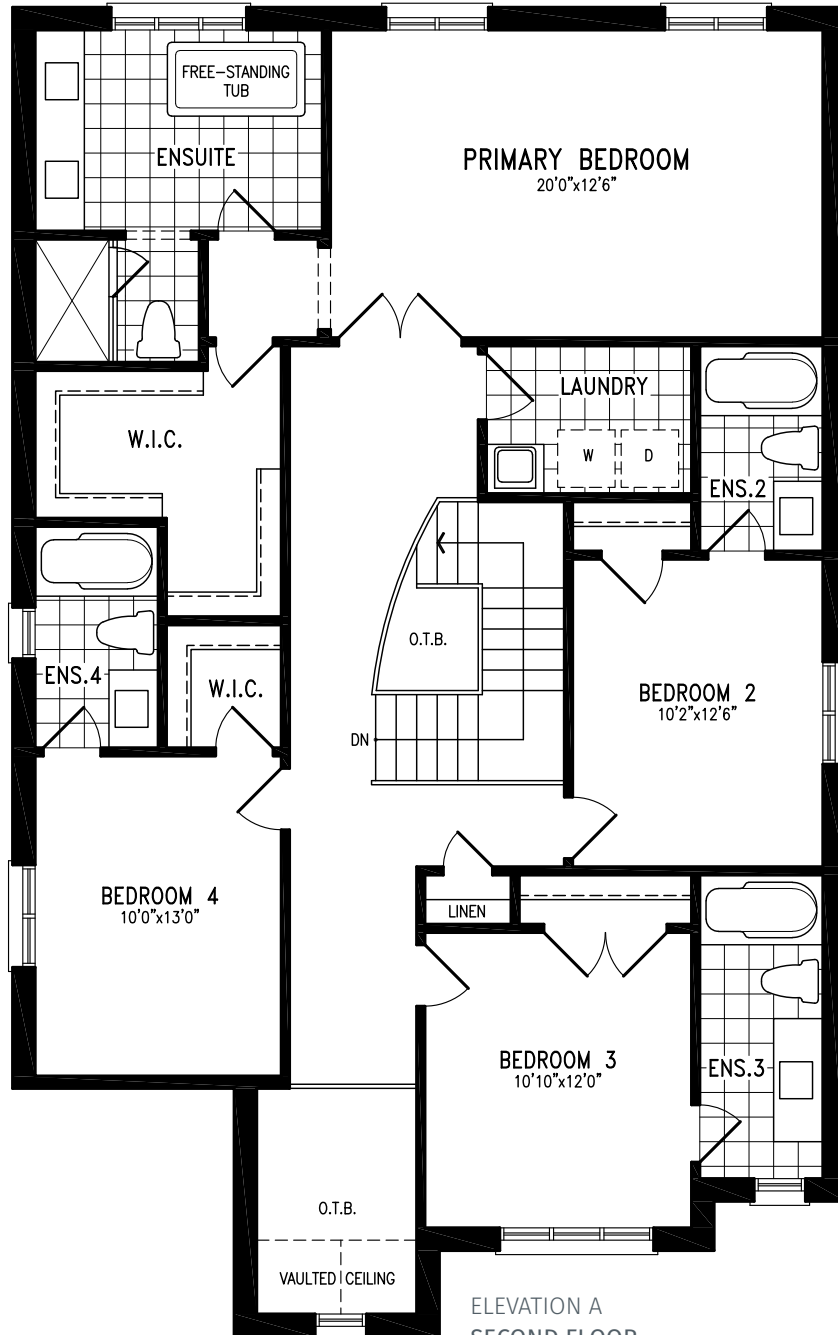 FREE-STANDING
TUB
ENSUITE
PRIMARY BEDROOM
20'0"x12'6"
LAUNDRY
W.I.C.
W
D
ENS.2
O.T.B.
ENS.4
W.I.C.
BEDROOM 2
10'2"x12'6"
DN
BEDROOM 4
10'0"x13'0"
LINEN
BEDROOM 3
10'10"x12'0"
ENS.3
O.T.B.
VAULTED CEILING
ELEVATION A
SECOND FLOOR